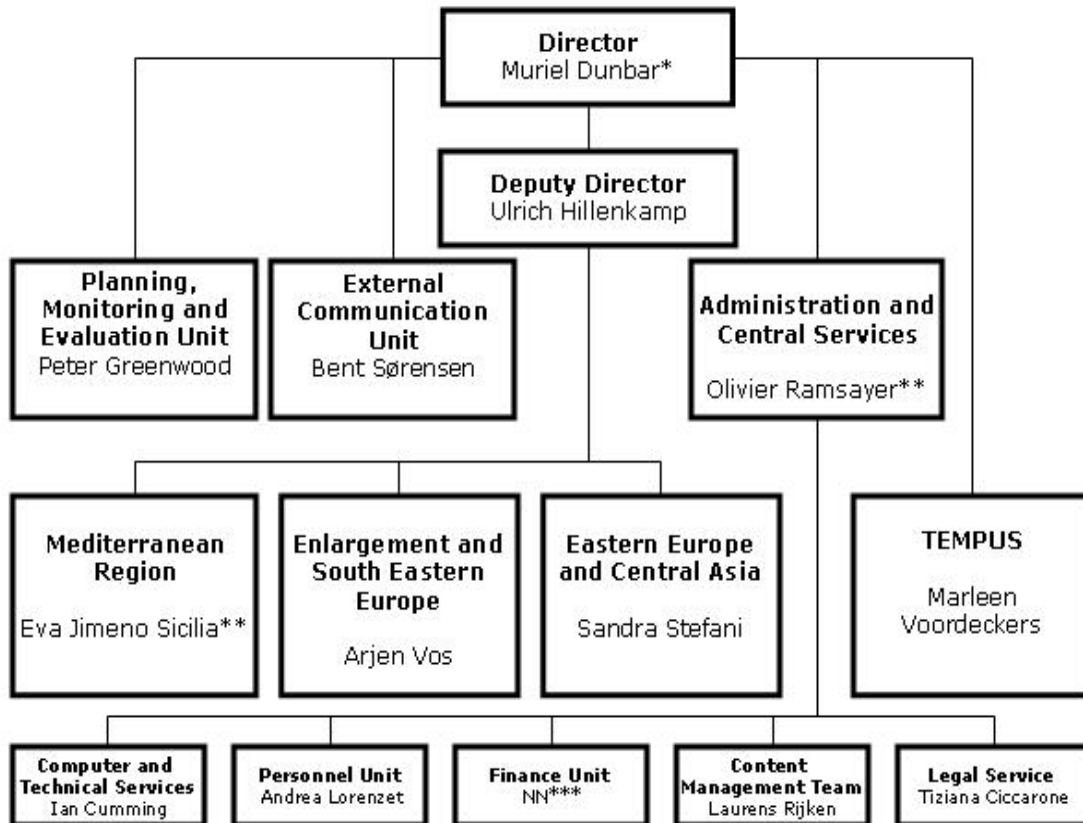 Director
Muriel Dunbar*
Deputy Director
Ulrich Hillenkamp
Planning,
Monitoring and
Evaluation Unit
Peter Greenwood
External
Communication
Unit
Bent Sørensen
Administration and
Central Services
Olivier Ramsayer**
Mediterranean
Region
Eva Jimeno Sicilia**
Enlargement and
South Eastern
Europe
Arjen Vos
Eastern Europe
and Central Asia
Sandra Stefani
TEMPUS
Marleen
Voordeckers
Computer and
Technical Services
Ian Cumming
Personnel Unit
Andrea Lorenzet
Finance Unit
NN***
Content
Management Team
Laurens Rijken
Legal Service
Tiziana Ciccarone